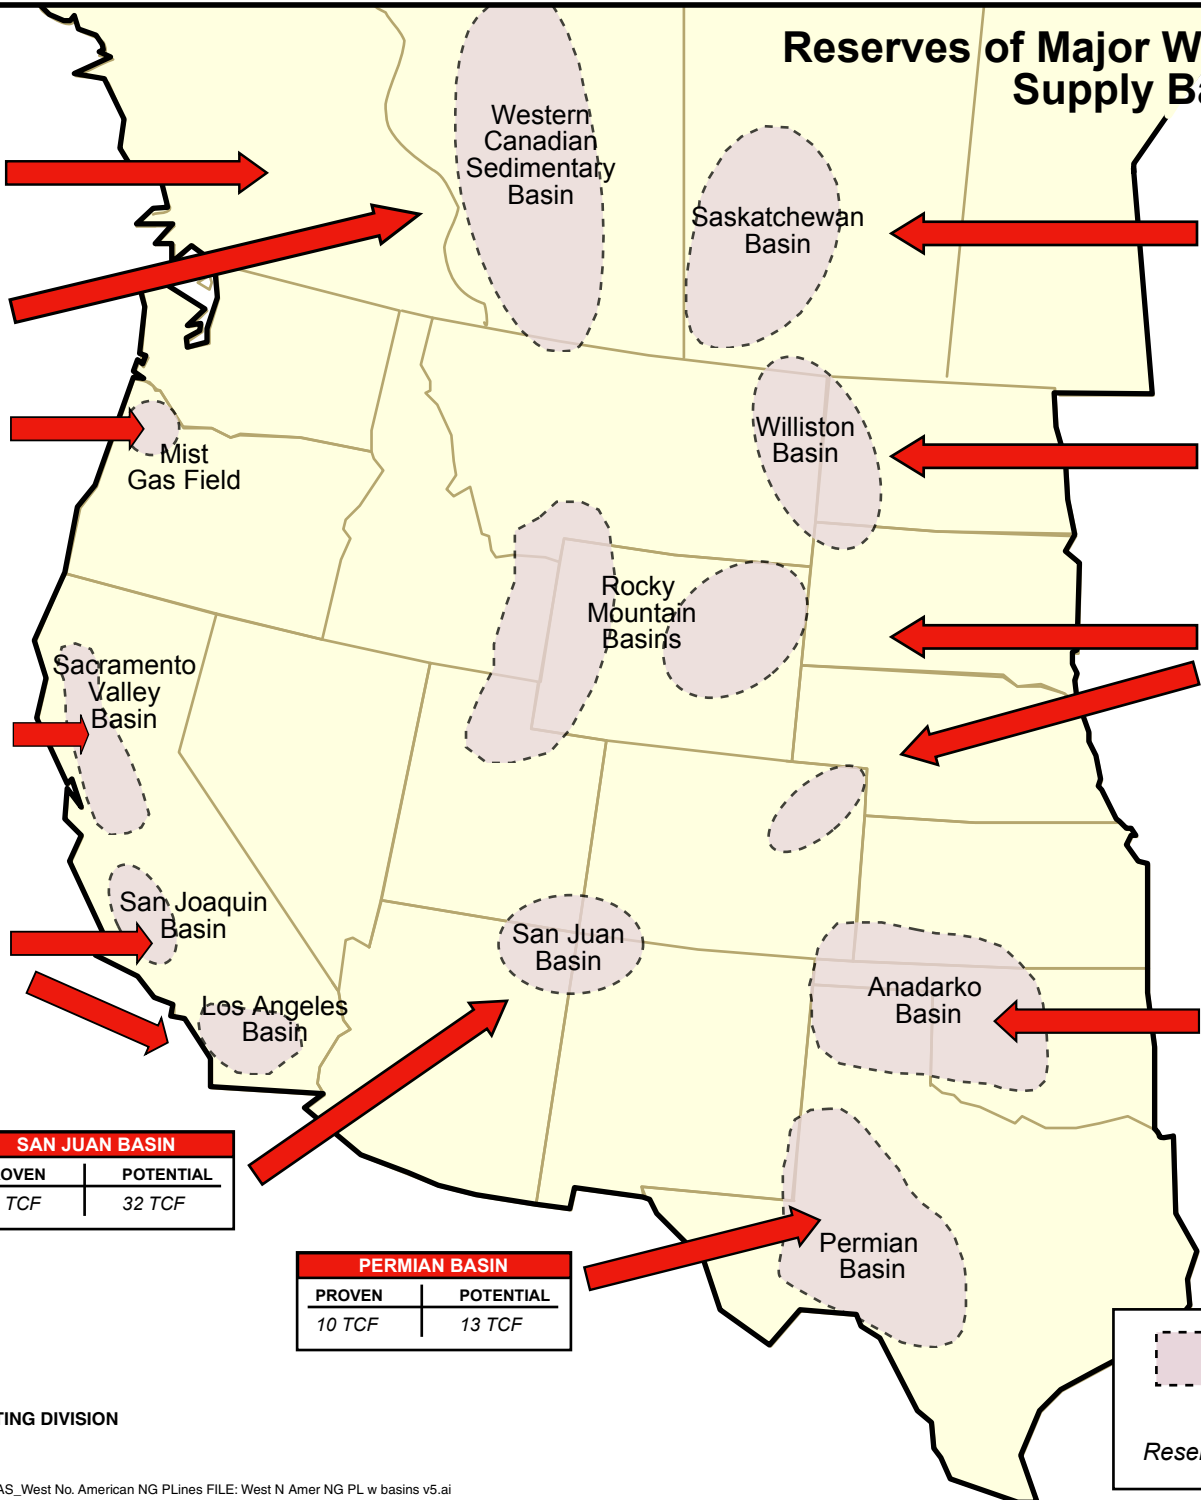 Reserves of Major W
Supply Ba
Western
Canadian
Sedimentary
Basin
Saskatchewan
Basin
Mist
Gas Field
Williston
Basin
Rocky
Mountain
Basins
Sacramento
Valley
Basin
San Joaquin
Basin
Los Angeles
Basin
San Juan
Basin
Anadarko
Basin
Permian
Basin
SAN JUAN BASIN
OVEN POTENTIAL
TCF 32 TCF
PERMIAN BASIN
PROVEN POTENTIAL
10 TCF 13 TCF
TING DIVISION
Reser
AS_West No. American NG PLines FILE: West N Amer NG PL w basins v5.ai